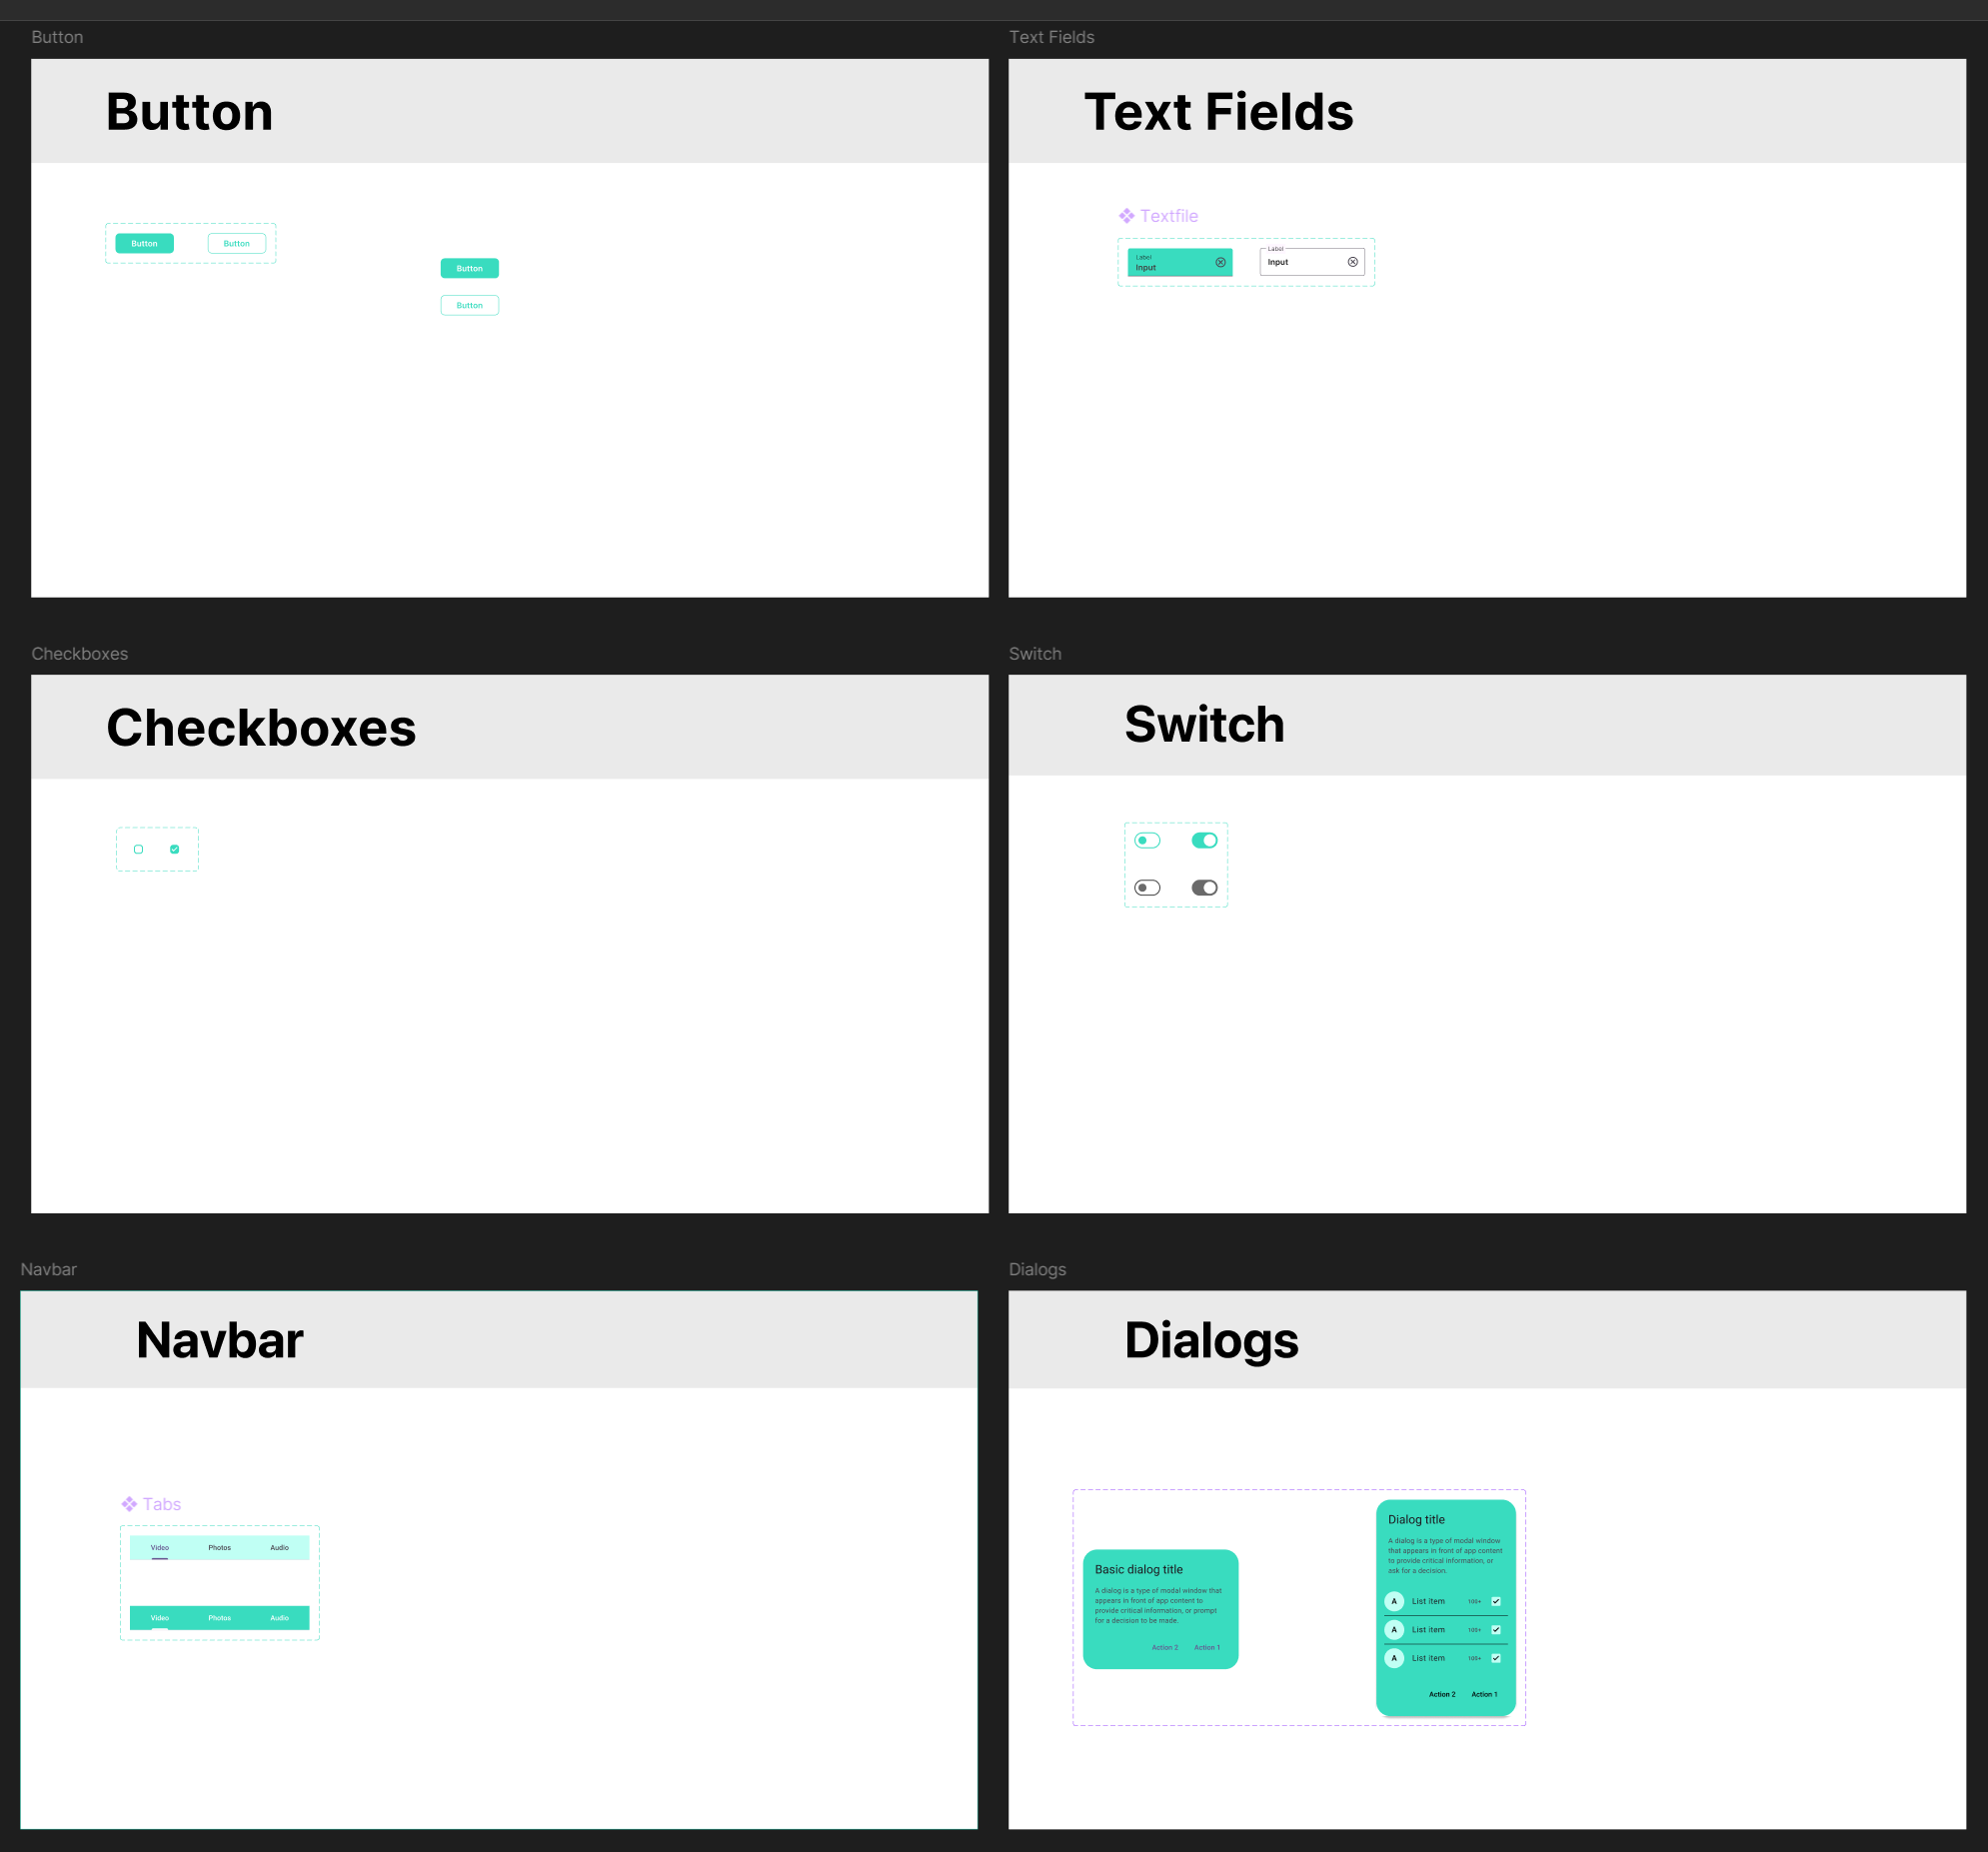 Button
Text Fields
Button
Text Fields
Button
Button
Button
Button
Textfile
Label
Input
Label
Input
Checkboxes
Switch
Checkboxes
Switch
Navbar
Dialogs
Navbar
Dialogs
Tabs
Video Photos Audio
Video Photos Audio
Basic dialog title
A dialog is a type of modal window that
appears in front of app content to
provide critical information, or prompt
for a decision to be made.
Action 2 Action 1
Dialog title
A dialog is a type of modal window
that appears in front of app content
to provide critical information, or
ask for a decision.
A List item 100+
A List item 100+
A List item 100+
Action 2 Action 1